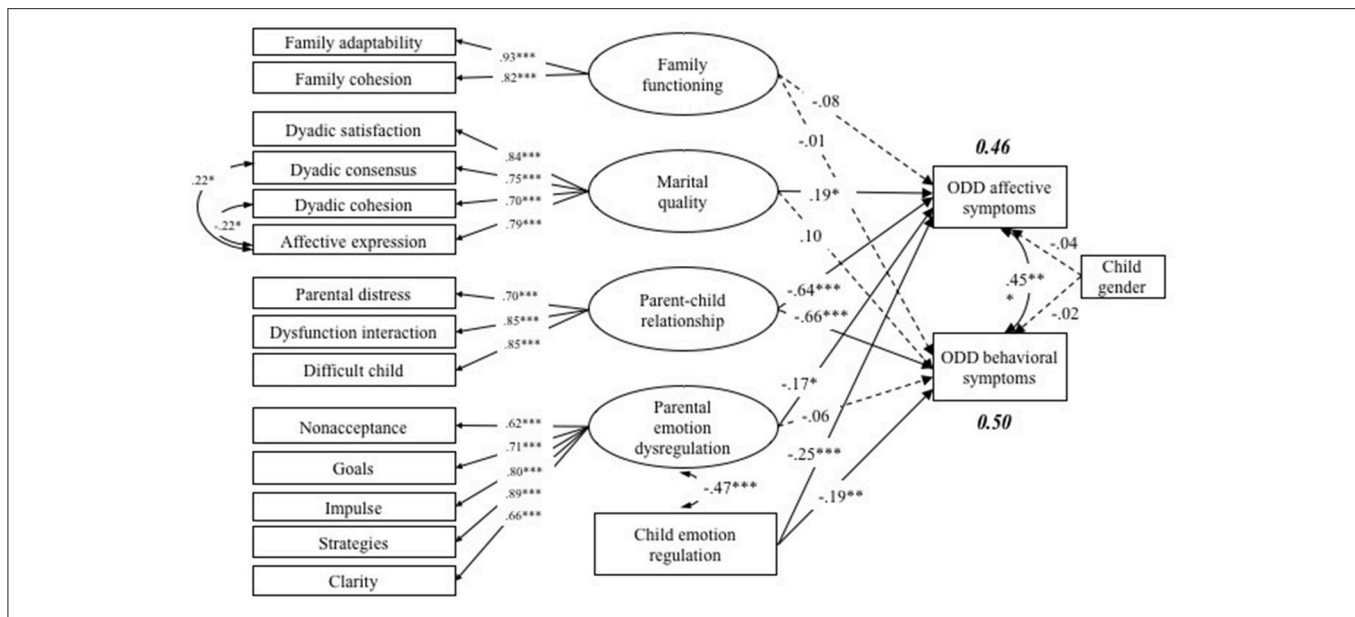 Family adaptability
Family cohesion
.93***
.82***
Family
functioning
-.08
-.01
Dyadic satisfaction
Dyadic consensus
Dyadic cohesion
Affective expression
.22*
-.22*
.84***
.75***
.70***
.79***
Marital
quality
.19*
.10
0.46
ODD affective
symptoms
-.04
.45**
*
Child
gender
-.02
Parental distress
Dysfunction interaction
Difficult child
.70***
.85***
.85***
Parent-child
relationship
-.64***
-.66***
ODD behavioral
symptoms
0.50
Nonacceptance
Goals
Impulse
Strategies
Clarity
.62***
.71***
.80***
.89***
.66***
Parental
emotion
dysregulation
-.17*
-.06
-.25***
-.19**
-.47***
Child emotion
regulation